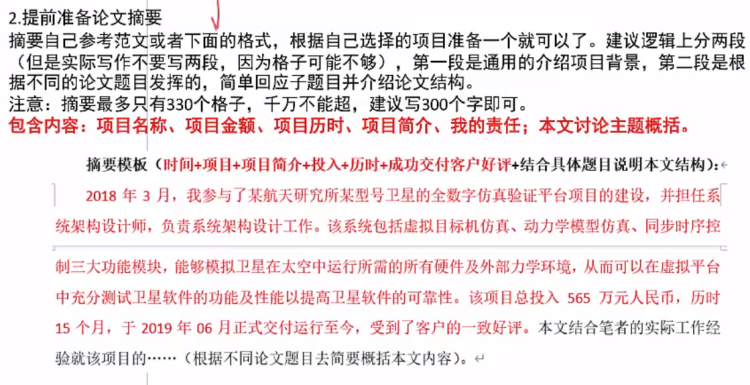 2.提前准备论文摘要
摘要自己参考范文或者下面的格式，根据自己选择的项目准备一个就可以了。建议逻辑上分两段
（但是实际写作不要写两段，因为格子可能不够），第一段是通用的介绍项目背景，第二段是根
据不同的论文题目发挥的，简单回应子题目并介绍论文结构。
注意：摘要最多只有330个格子，千万不能超，建议写300个字即可。
包含内容：项目名称、项目金额、项目历时、项目简介、我的责任；本文讨论主题概括。
摘要模板（时间+项目+项目简介+投入+历时+成功交付客户好评+结合具体题目说明本文结构）：
2018 年 3 月，我参与了某航天研究所某型号卫星的全数字仿真验证平台项目的建设，并担任系
统架构设计师，负责系统架构设计工作。该系统包括虚拟目标机仿真、动力学模型仿真、同步时序控
制三大功能模块，能够模拟卫星在太空中运行所需的所有硬件及外部力学环境，从而可以在虚拟平台
中充分测试卫星软件的功能及性能以提高卫星软件的可靠性。该项目总投入 565 万元人民币，历时
15 个月，于 2019 年 06 月正式交付运行至今，受到了客户的一致好评。本文结合笔者的实际工作经
验就该项目的……（根据不同论文题目去简要概括本文内容）。